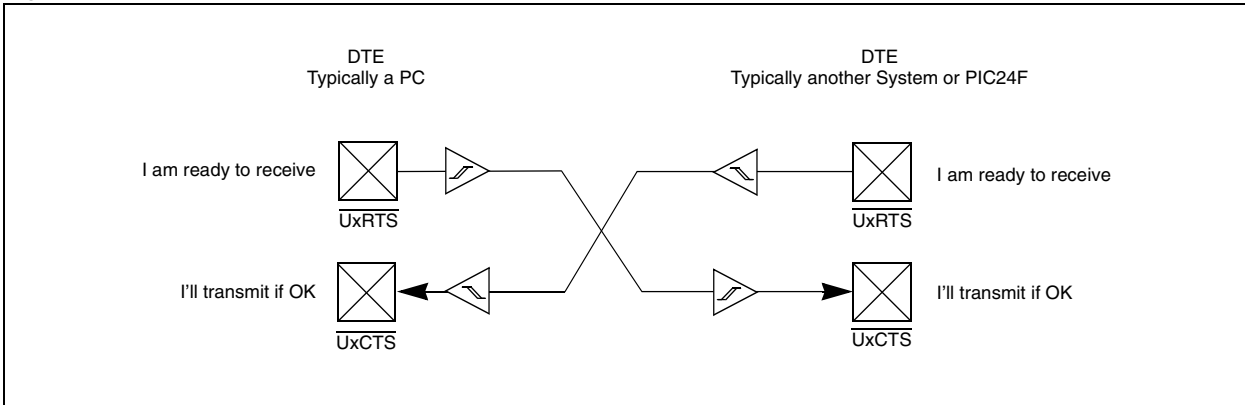 DTE
Typically a PC
DTE
Typically another System or PIC24F
I am ready to receive
UxRTS
UxRTS
I am ready to receive
I'll transmit if OK
UxCTS
UxCTS
I'll transmit if OK